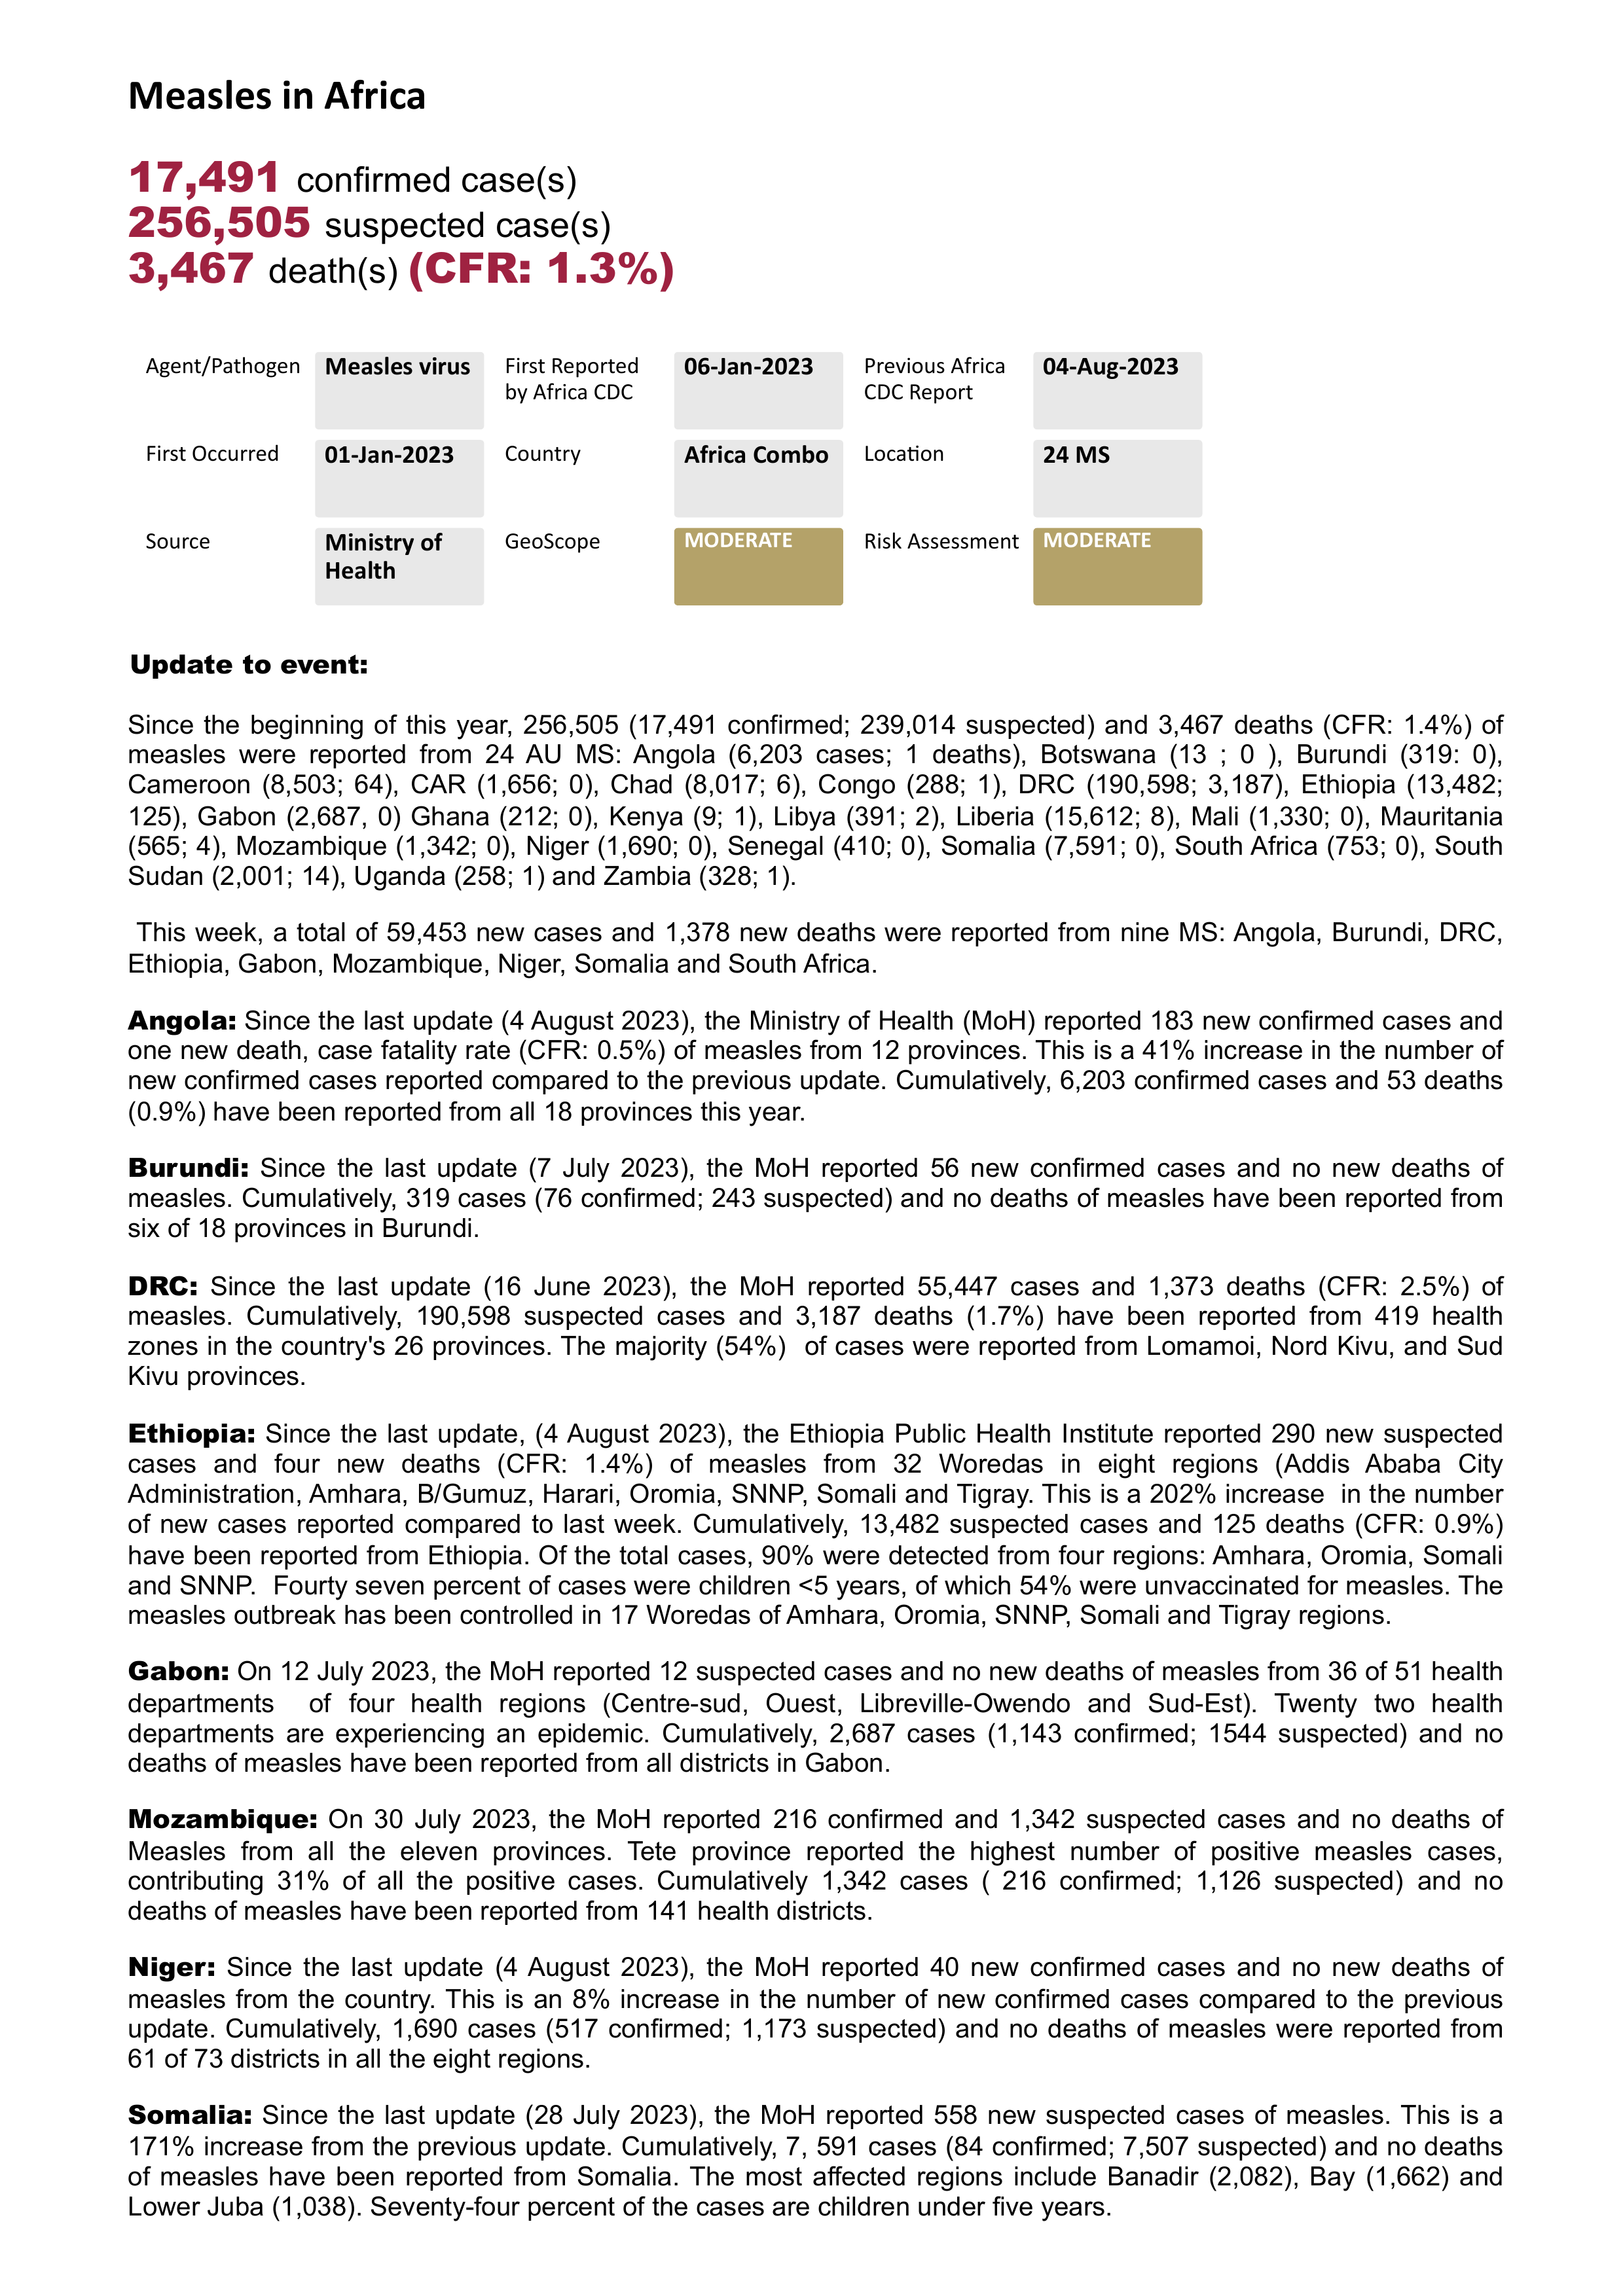 Measles in Africa
17,491 confirmed case(s)
256,505 suspected case(s)
3,467 death(s) (CFR: 1.3%)
Agent/Pathogen Measles virus First Reported by Africa CDC 06-Jan-2023 Previous Africa CDC Report 04-Aug-2023
First Occurred 01-Jan-2023 Country Africa Combo Location 24 MS
Source Ministry of Health GeoScope MODERATE Risk Assessment MODERATE
Update to event:
Since the beginning of this year, 256,505 (17,491 confirmed; 239,014 suspected) and 3,467 deaths (CFR: 1.4%) of
measles were reported from 24 AU MS: Angola (6,203 cases; 1 deaths), Botswana (13 ; 0 ), Burundi (319: 0),
Cameroon (8,503; 64), CAR (1,656; 0), Chad (8,017; 6), Congo (288; 1), DRC (190,598; 3,187), Ethiopia (13,482;
125), Gabon (2,687, 0) Ghana (212; 0), Kenya (9; 1), Libya (391; 2), Liberia (15,612; 8), Mali (1,330; 0), Mauritania
(565; 4), Mozambique (1,342; 0), Niger (1,690; 0), Senegal (410; 0), Somalia (7,591; 0), South Africa (753; 0), South
Sudan (2,001; 14), Uganda (258; 1) and Zambia (328; 1).
This week, a total of 59,453 new cases and 1,378 new deaths were reported from nine MS: Angola, Burundi, DRC,
Ethiopia, Gabon, Mozambique, Niger, Somalia and South Africa.
Angola: Since the last update (4 August 2023), the Ministry of Health (MoH) reported 183 new confirmed cases and
one new death, case fatality rate (CFR: 0.5%) of measles from 12 provinces. This is a 41% increase in the number of
new confirmed cases reported compared to the previous update. Cumulatively, 6,203 confirmed cases and 53 deaths
(0.9%) have been reported from all 18 provinces this year.
Burundi: Since the last update (7 July 2023), the MoH reported 56 new confirmed cases and no new deaths of
measles. Cumulatively, 319 cases (76 confirmed; 243 suspected) and no deaths of measles have been reported from
six of 18 provinces in Burundi.
DRC: Since the last update (16 June 2023), the MoH reported 55,447 cases and 1,373 deaths (CFR: 2.5%) of
measles. Cumulatively, 190,598 suspected cases and 3,187 deaths (1.7%) have been reported from 419 health
zones in the country's 26 provinces. The majority (54%) of cases were reported from Lomamoi, Nord Kivu, and Sud
Kivu provinces.
Ethiopia: Since the last update, (4 August 2023), the Ethiopia Public Health Institute reported 290 new suspected
cases and four new deaths (CFR: 1.4%) of measles from 32 Woredas in eight regions (Addis Ababa City
Administration, Amhara, B/Gumuz, Harari, Oromia, SNNP, Somali and Tigray. This is a 202% increase in the number
of new cases reported compared to last week. Cumulatively, 13,482 suspected cases and 125 deaths (CFR: 0.9%)
have been reported from Ethiopia. Of the total cases, 90% were detected from four regions: Amhara, Oromia, Somali
and SNNP. Fourty seven percent of cases were children <5 years, of which 54% were unvaccinated for measles. The
measles outbreak has been controlled in 17 Woredas of Amhara, Oromia, SNNP, Somali and Tigray regions.
Gabon: On 12 July 2023, the MoH reported 12 suspected cases and no new deaths of measles from 36 of 51 health
departments of four health regions (Centre-sud, Ouest, Libreville-Owendo and Sud-Est). Twenty two health
departments are experiencing an epidemic. Cumulatively, 2,687 cases (1,143 confirmed; 1544 suspected) and no
deaths of measles have been reported from all districts in Gabon.
Mozambique: On 30 July 2023, the MoH reported 216 confirmed and 1,342 suspected cases and no deaths of
Measles from all the eleven provinces. Tete province reported the highest number of positive measles cases,
contributing 31% of all the positive cases. Cumulatively 1,342 cases ( 216 confirmed; 1,126 suspected) and no
deaths of measles have been reported from 141 health districts.
Niger: Since the last update (4 August 2023), the MoH reported 40 new confirmed cases and no new deaths of
measles from the country. This is an 8% increase in the number of new confirmed cases compared to the previous
update. Cumulatively, 1,690 cases (517 confirmed; 1,173 suspected) and no deaths of measles were reported from
61 of 73 districts in all the eight regions.
Somalia: Since the last update (28 July 2023), the MoH reported 558 new suspected cases of measles. This is a
171% increase from the previous update. Cumulatively, 7, 591 cases (84 confirmed; 7,507 suspected) and no deaths
of measles have been reported from Somalia. The most affected regions include Banadir (2,082), Bay (1,662) and
Lower Juba (1,038). Seventy-four percent of the cases are children under five years.